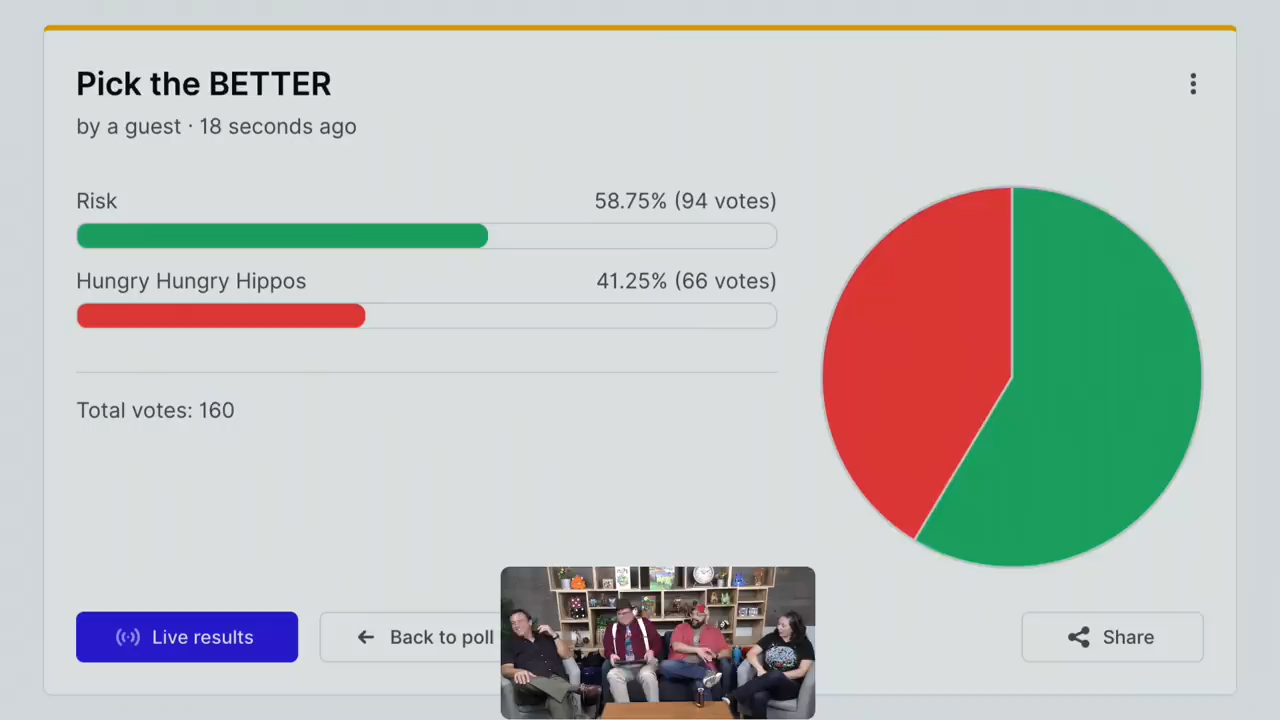 Pick the BETTER
by a guest · 18 seconds ago
Risk 58.75% (94 votes)
Hungry Hungry Hippos 41.25% (66 votes)
Total votes: 160
Live results
Back to poll
Share